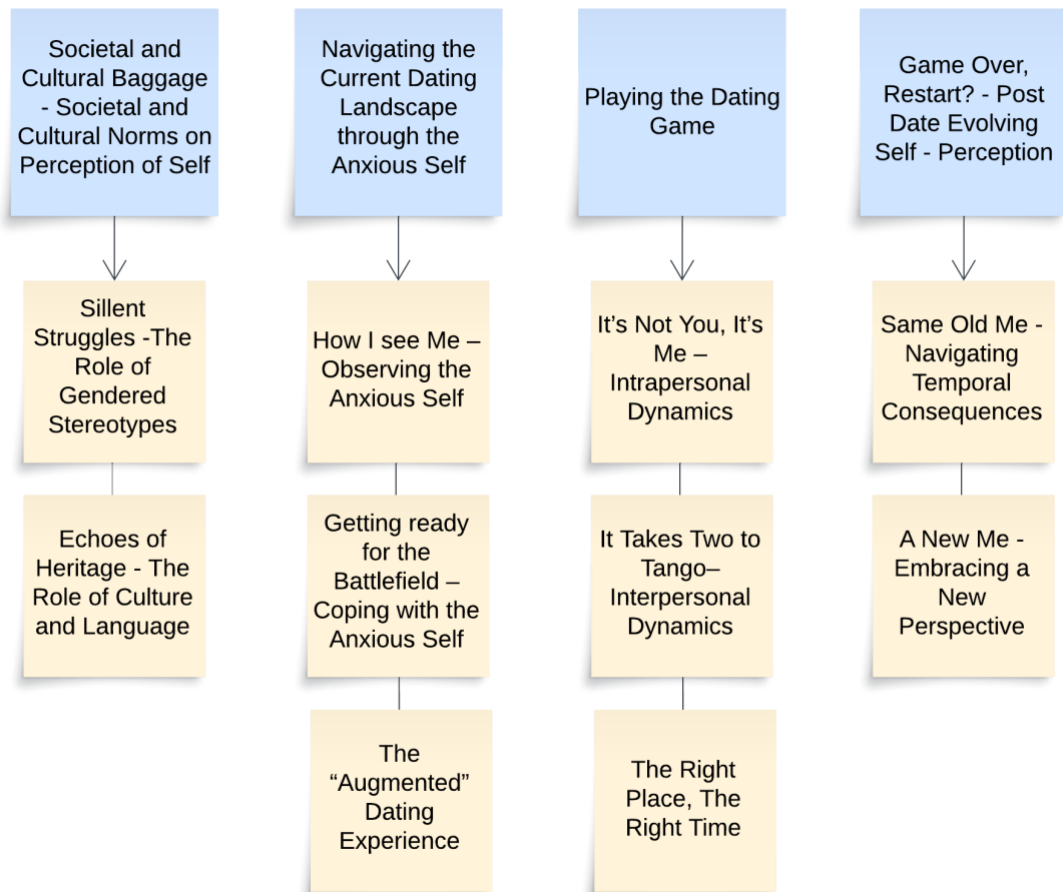 Societal and
Cultural Baggage
- Societal and
Cultural Norms on
Perception of Self
Navigating the
Current Dating
Landscape
through the
Anxious Self
Playing the Dating
Game
Game Over,
Restart? - Post
Date Evolving
Self - Perception
Sillent
Struggles -The
Role of
Gendered
Stereotypes
How I see Me –
Observing the
Anxious Self
It’s Not You, It’s
Me –
Intrapersonal
Dynamics
Same Old Me -
Navigating
Temporal
Consequences
Echoes of
Heritage - The
Role of Culture
and Language
Getting ready
for the
Battlefield –
Coping with the
Anxious Self
It Takes Two to
Tango–
Interpersonal
Dynamics
A New Me -
Embracing a
New
Perspective
The
“Augmented”
Dating
Experience
The Right
Place, The
Right Time